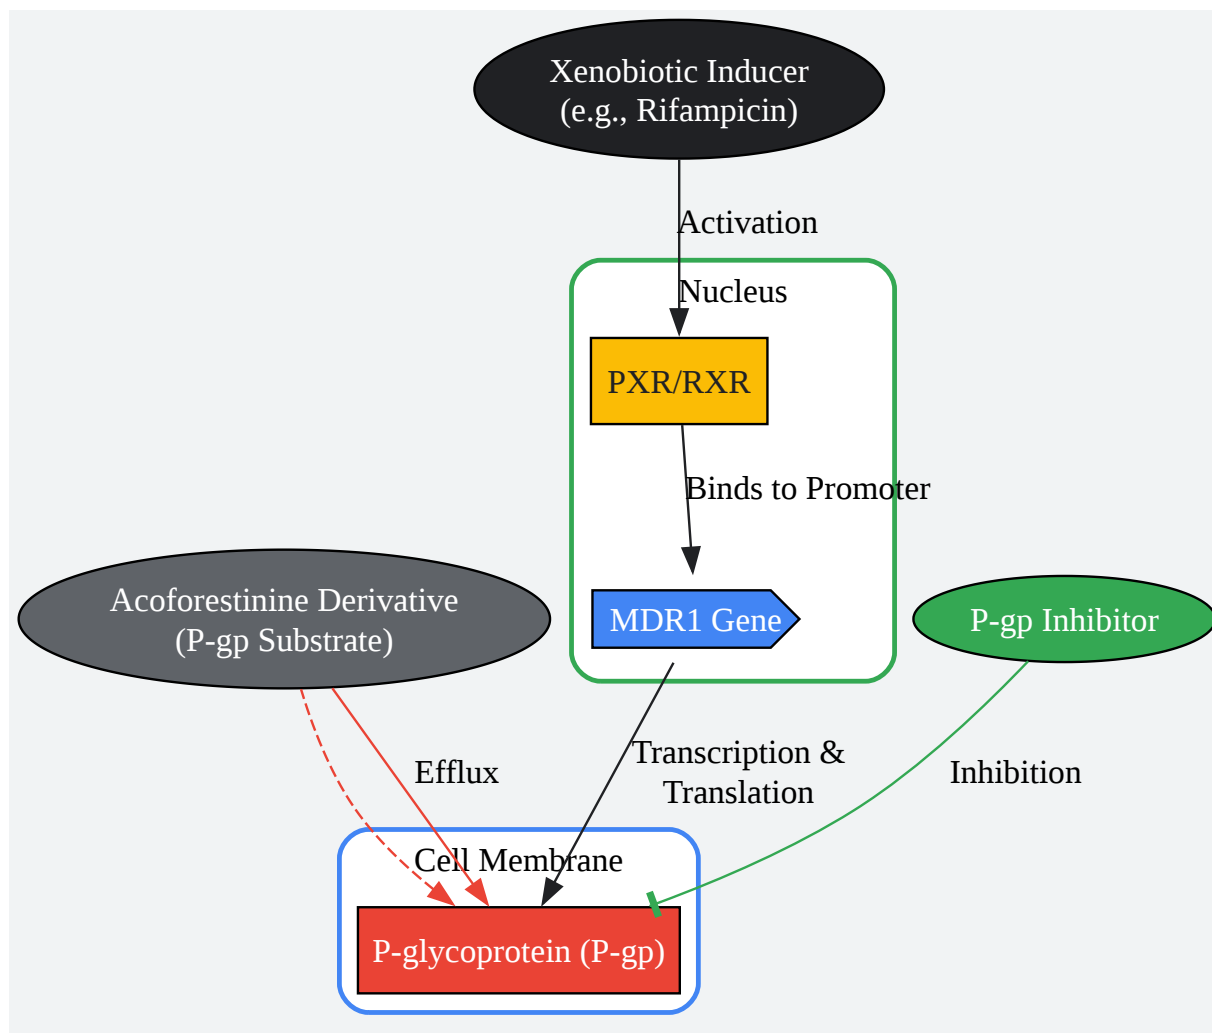 Xenobiotic Inducer
(e.g., Rifampicin)
Activation
Nucleus
PXR/RXR
Binds to Promoter
Acoforestinine Derivative
(P-gp Substrate)
MDR1 Gene
P-gp Inhibitor
Efflux
Transcription &
Translation
Inhibition
Cell Membrane
P-glycoprotein (P-gp)